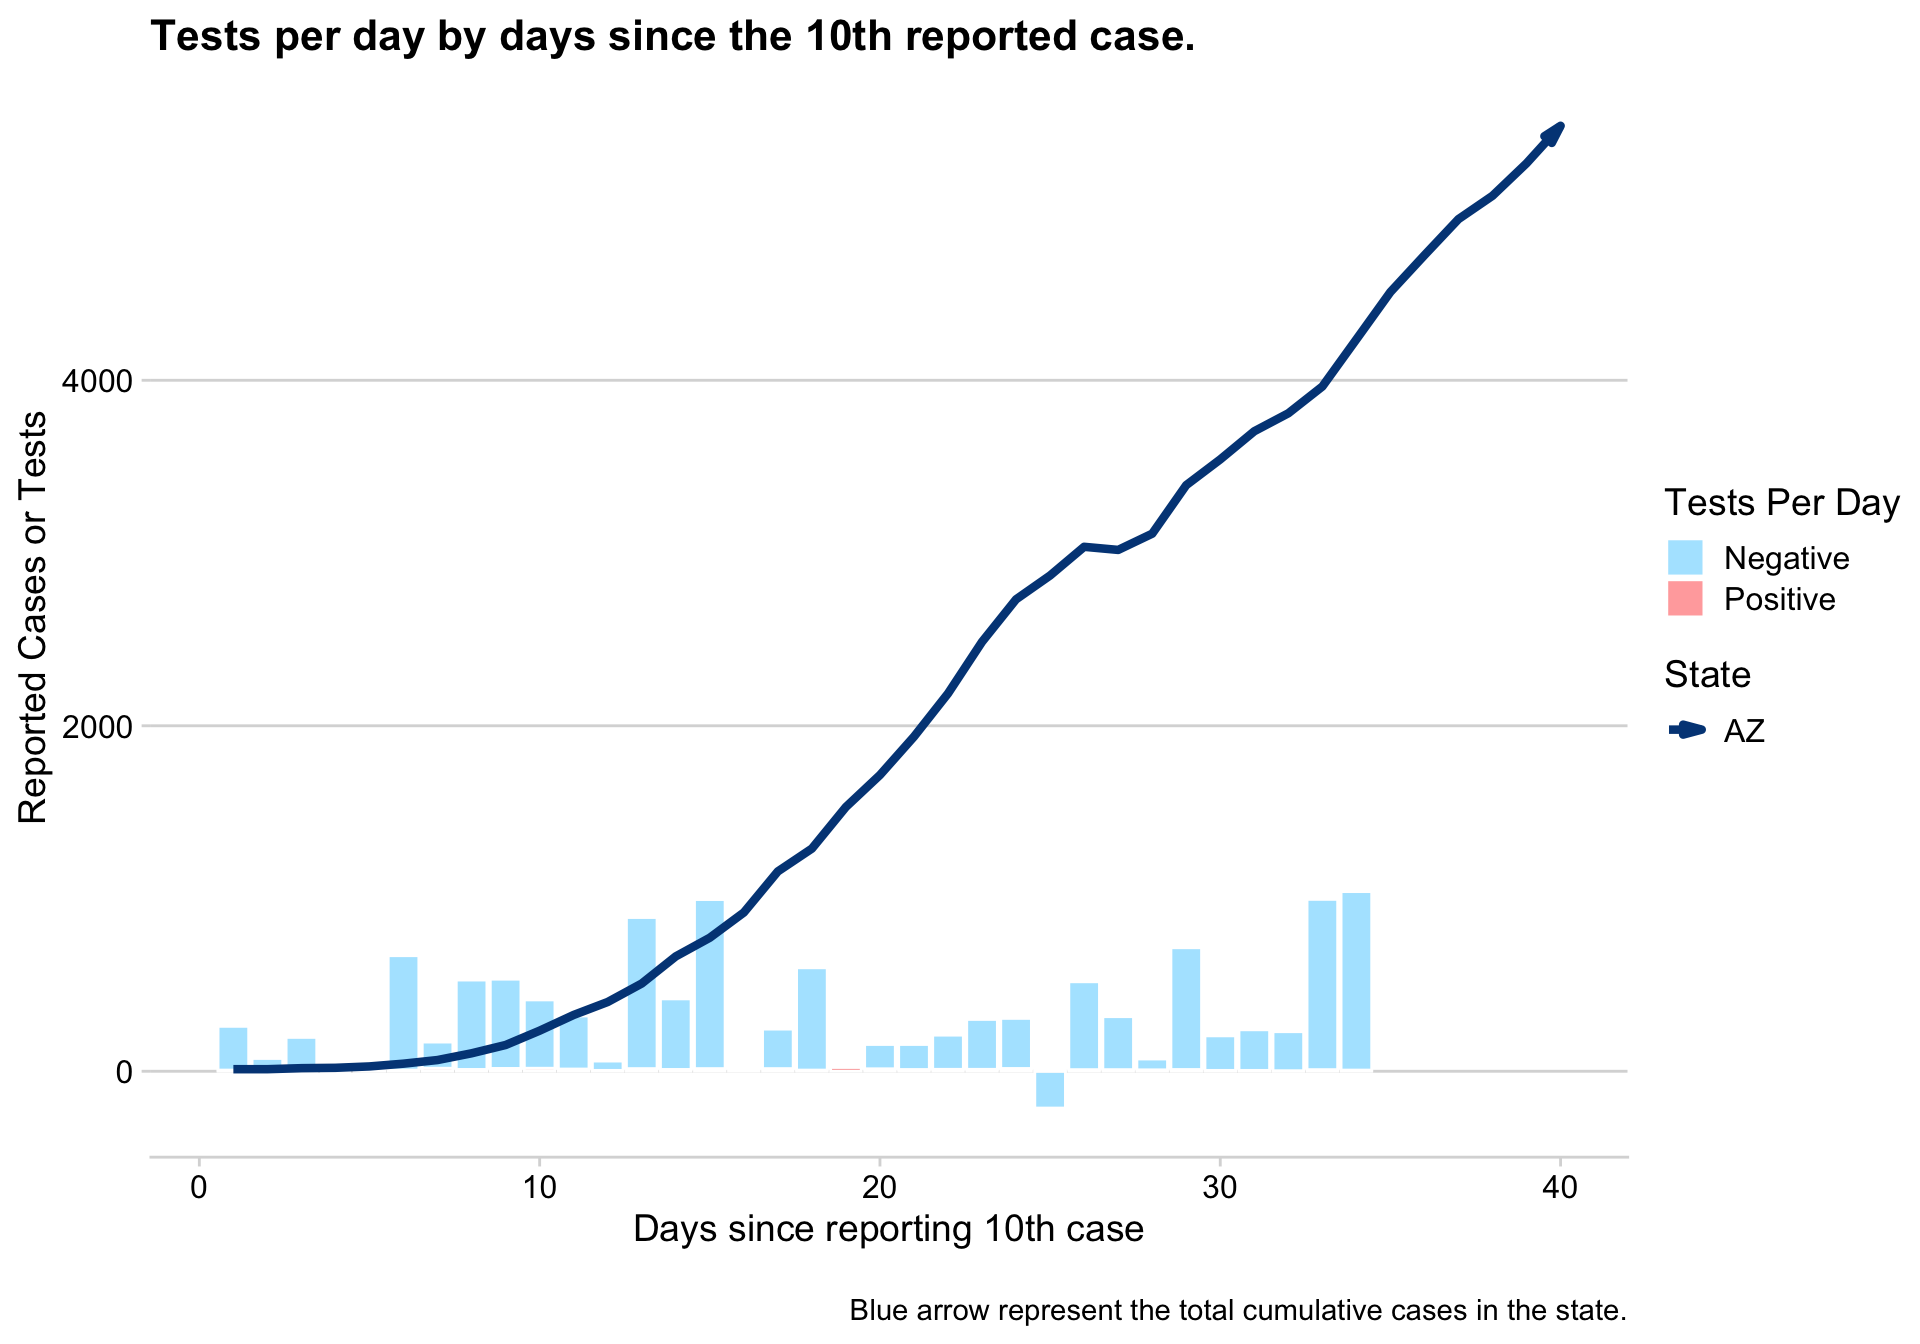 Tests per day by days since the 10th reported case.
Reported Cases or Tests
4000
2000
0
0 10 20 30 40
Days since reporting 10th case
Tests Per Day
Negative
Positive
State
AZ
Blue arrow represent the total cumulative cases in the state.